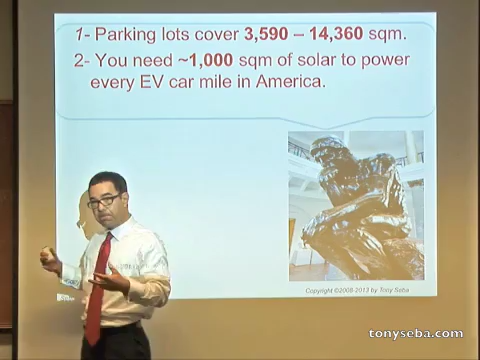 1- Parking lots cover 3,590 – 14,360 sqm.
2- You need ~1,000 sqm of solar to power
every EV car mile in America.
Copyright ©2008-2013 by Tony Seba
tonyseba.com